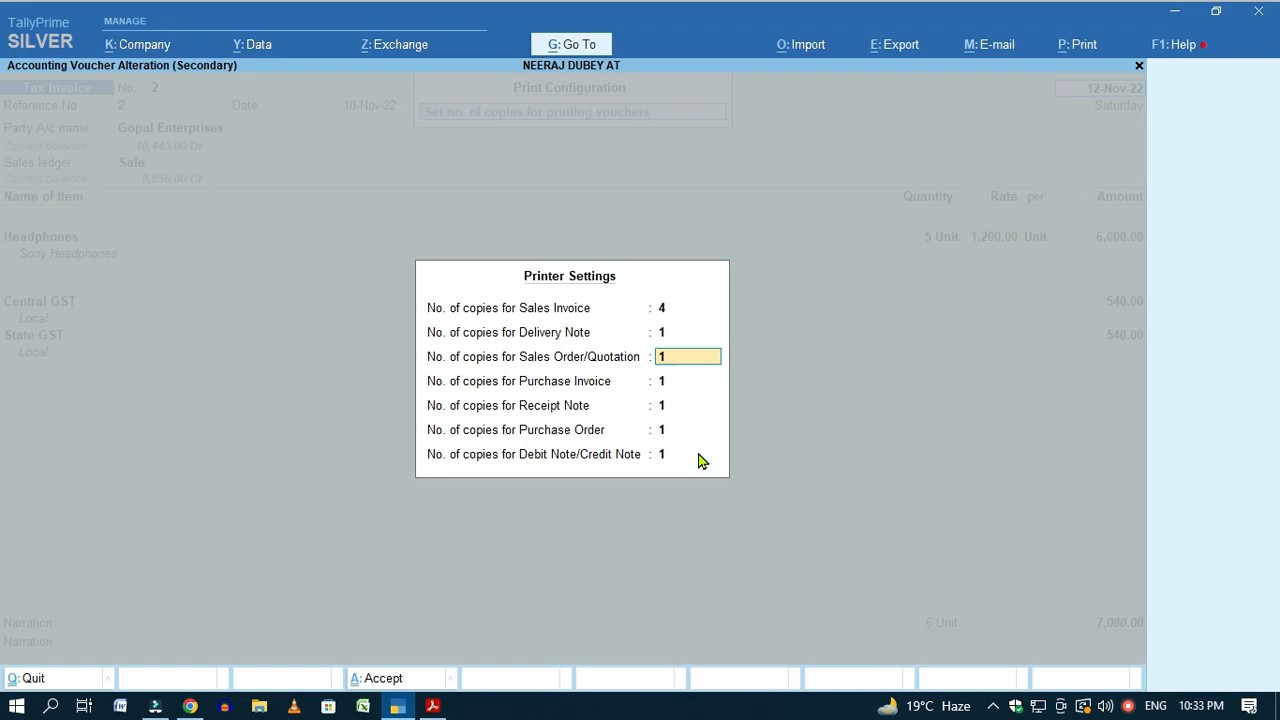 TallyPrime
SILVER
MANAGE
K: Company
Y: Data
Z: Exchange
G: Go To
O: Import
E: Export
M: E-mail
P: Print
F1: Help
Accounting Voucher Alteration (Secondary)
NEERAJ DUBEY AT
Tax Invoice No. 2
Print Configuration
12-Nov-22
Reference No : 2 Date : 10-Nov-22
Set no. of copies for printing vouchers
Saturday
Party A/c name : Gopal Enterprises
Current balance : 10,443.00 Dr
Sales ledger : Sale
Current balance : 8,850.00 Cr
Name of Item Quantity Rate per Amount
Headphones 5 Unit 1,200.00 Unit 6,000.00
Sony Headphones
Central GST 540.00
Local
State GST 540.00
Local
Printer Settings
No. of copies for Sales Invoice : 4
No. of copies for Delivery Note : 1
No. of copies for Sales Order/Quotation : 1
No. of copies for Purchase Invoice : 1
No. of copies for Receipt Note : 1
No. of copies for Purchase Order : 1
No. of copies for Debit Note/Credit Note : 1
Narration: 5 Unit 7,080.00
Narration
Q: Quit
A: Accept
19°C Haze
ENG
10:33 PM